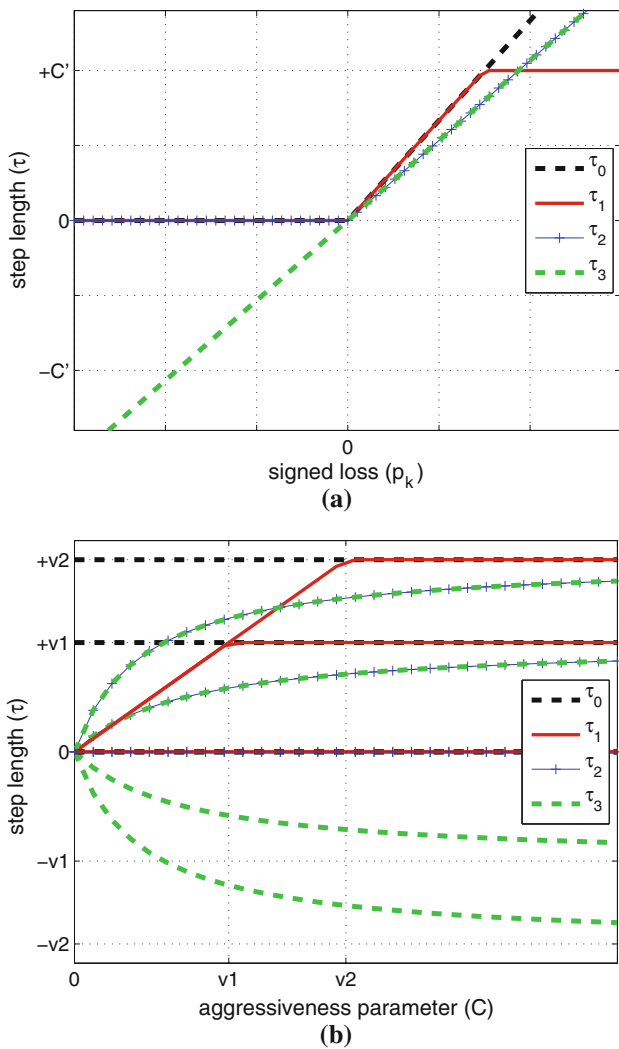 +C'
0
−C'
step length (τ)
τ0
τ1
τ2
τ3
0
signed loss (pk)
(a)
+v2
+v1
0
−v1
−v2
step length (τ)
τ0
τ1
τ2
τ3
0 v1 v2
aggressiveness parameter (C)
(b)